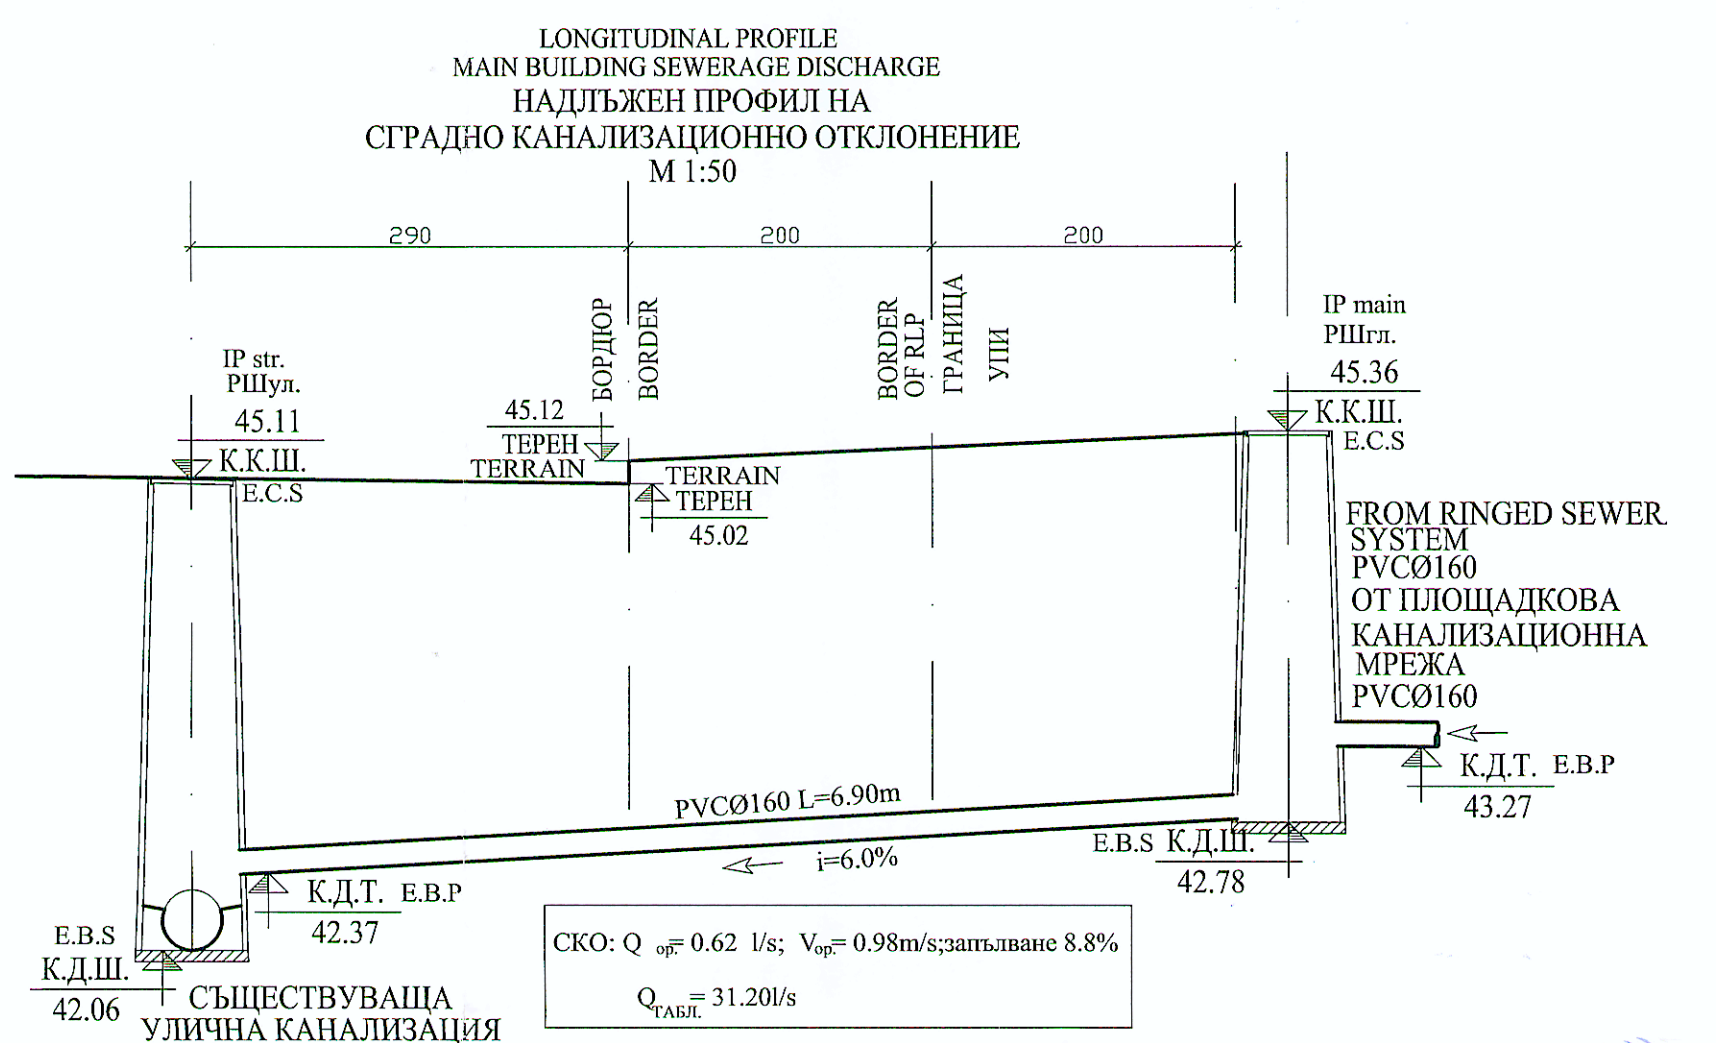 LONGITUDINAL PROFILE
MAIN BUILDING SEWERAGE DISCHARGE
НАДЛЪЖЕН ПРОФИЛ НА
СГРАДНО КАНАЛИЗАЦИОННО ОТКЛОНЕНИЕ
М 1:50
290
200
200
БОРДЮР
BORDER
BORDER
OF RLP
ГРАНИЦА
УПИ
IP str.
РШул.
45.11
К.К.Ш.
E.C.S
45.12
ТЕРЕН
TERRAIN
TERRAIN
ТЕРЕН
45.02
IP main
РШгл.
45.36
К.К.Ш.
E.C.S
FROM RINGED SEWER
SYSTEM
PVCØ160
ОТ ПЛОЩАДКОВА
КАНАЛИЗАЦИОННА
МРЕЖА
PVCØ160
К.Д.Т. E.B.P
43.27
PVCØ160 L=6.90m
i=6.0%
E.B.S К.Д.Ш.
42.78
К.Д.Т. E.B.P
42.37
E.B.S
К.Д.Ш.
42.06
СЪЩЕСТВУВАЩА
УЛИЧНА КАНАЛИЗАЦИЯ
СКО: Q ор.= 0.62 l/s; Vор.= 0.98m/s;запълване 8.8%
QТАБЛ.= 31.20l/s